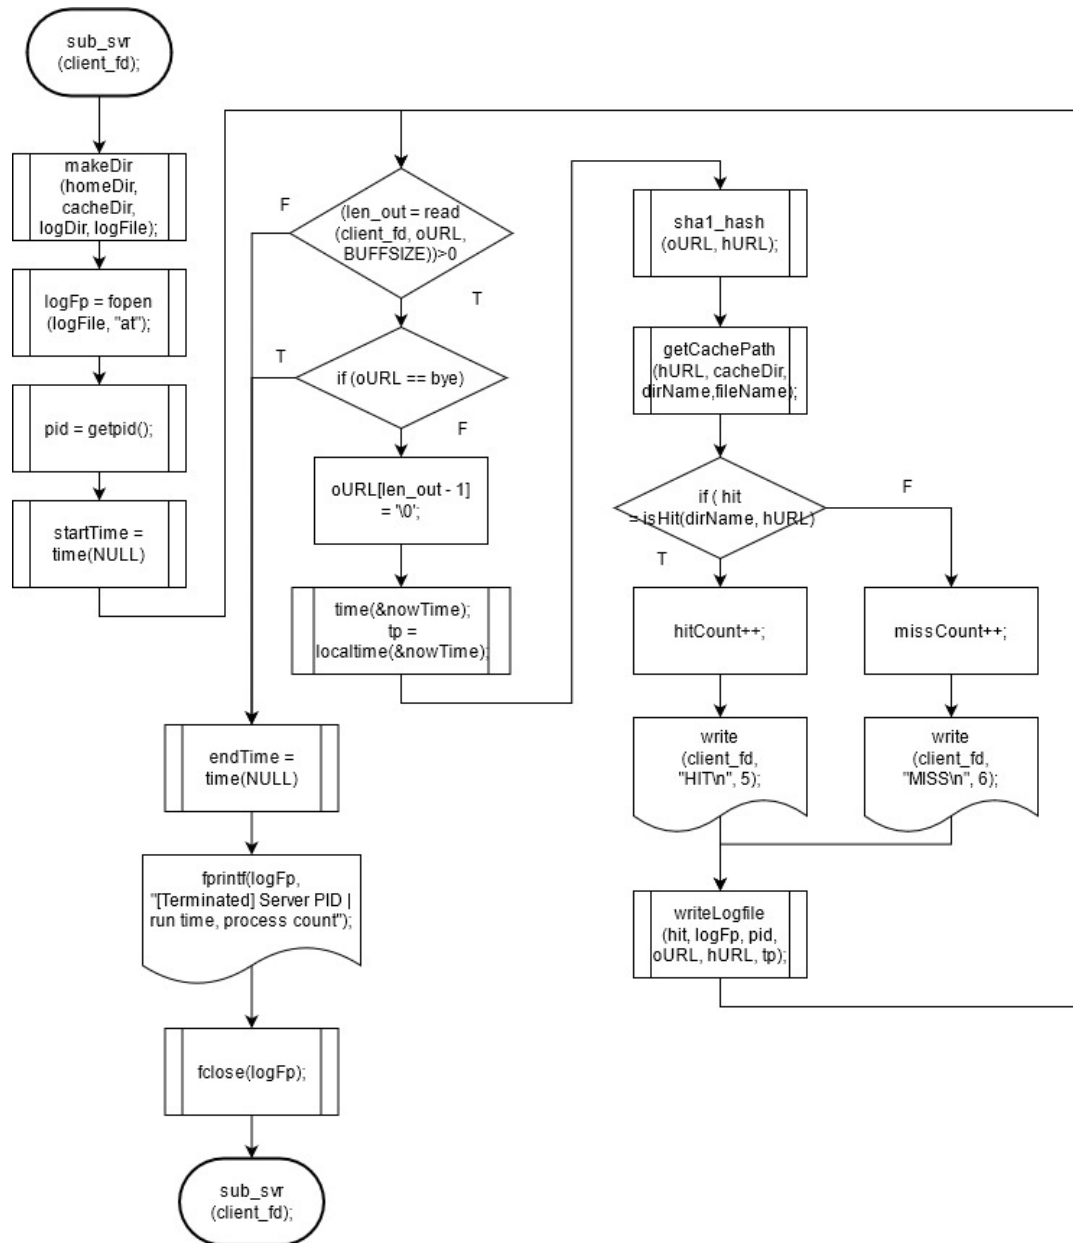 sub_svr
(client_fd);
makeDir
(homeDir,
cacheDir,
logDir, logFile);
logFp = fopen
(logFile, "at");
pid = getpid();
startTime =
time(NULL)
F
(len_out = read
(client_fd, oURL,
BUFFSIZE))>0
T
T
if (oURL == bye)
F
oURL[len_out - 1]
= '\0';
time(&nowTime);
tp =
localtime(&nowTime);
sha1_hash
(oURL, hURL);
getCachePath
(hURL, cacheDir,
dirName,fileName);
if ( hit
= isHit(dirName, hURL)
F
T
hitCount++;
missCount++;
write
(client_fd,
"HIT\n", 5);
write
(client_fd,
"MISS\n", 6);
writeLogfile
(hit, logFp, pid,
oURL, hURL, tp);
endTime =
time(NULL)
fprintf(logFp,
"[Terminated] Server PID |
run time, process count");
fclose(logFp);
sub_svr
(client_fd);